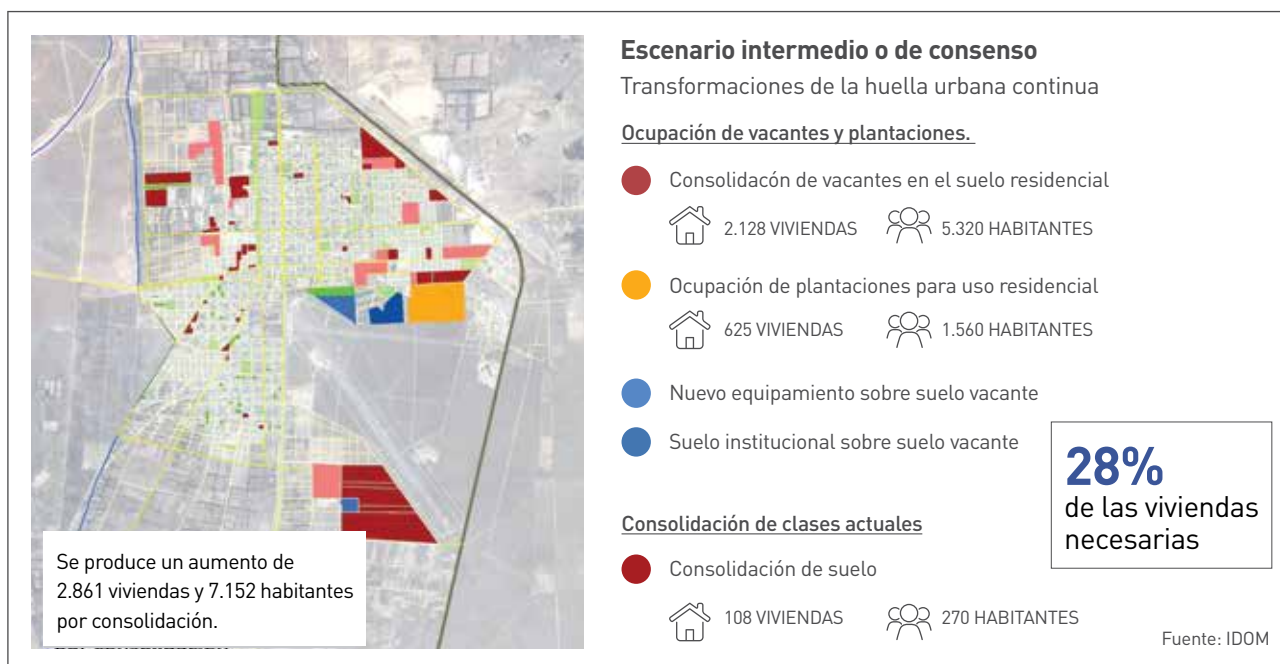 Escenario intermedio o de consenso
Transformaciones de la huella urbana continua
Ocupación de vacantes y plantaciones.
Consolidacón de vacantes en el suelo residencial
2.128 VIVIENDAS
5.320 HABITANTES
Ocupación de plantaciones para uso residencial
625 VIVIENDAS
1.560 HABITANTES
Nuevo equipamiento sobre suelo vacante
Suelo institucional sobre suelo vacante
28%
de las viviendas
necesarias
Consolidación de clases actuales
Consolidación de suelo
108 VIVIENDAS
270 HABITANTES
Se produce un aumento de
2.861 viviendas y 7.152 habitantes
por consolidación.
Fuente: IDOM